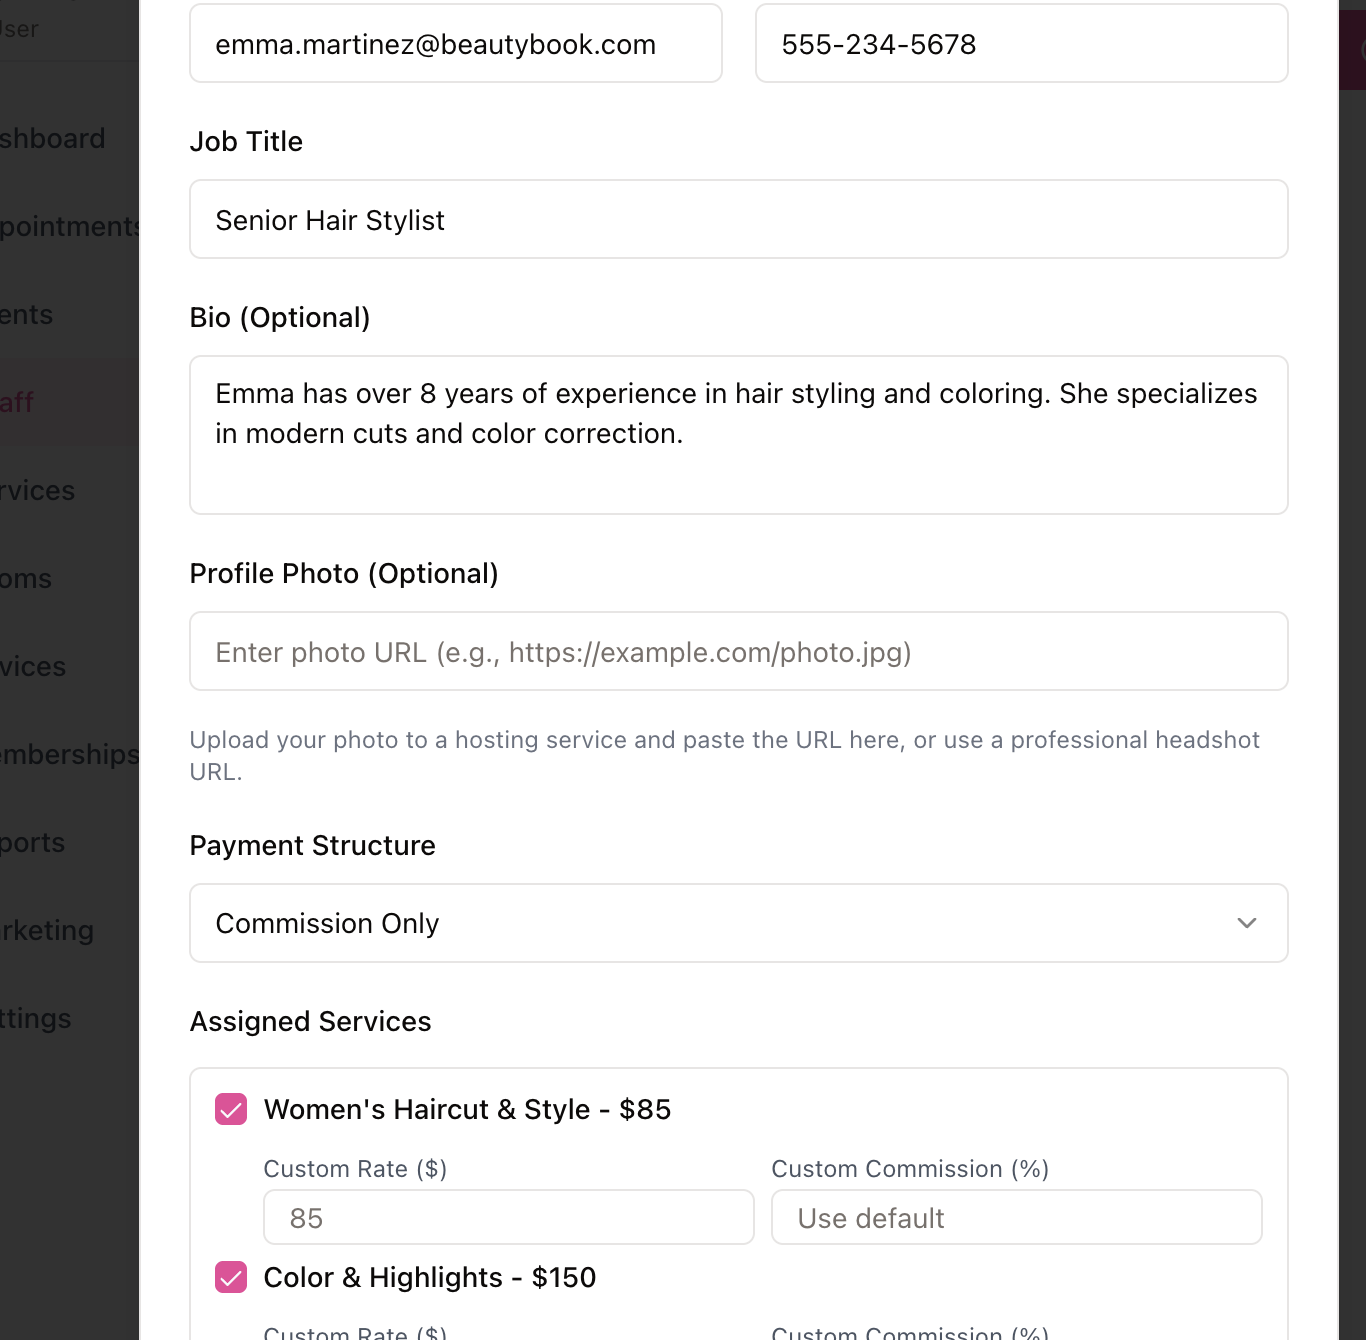 User
emma.martinez@beautybook.com
555-234-5678
shboard
Job Title
pointments
Senior Hair Stylist
ents
Bio (Optional)
aff
Emma has over 8 years of experience in hair styling and coloring. She specializes
in modern cuts and color correction.
rvices
Profile Photo (Optional)
oms
Enter photo URL (e.g., https://example.com/photo.jpg)
vices
Upload your photo to a hosting service and paste the URL here, or use a professional headshot
URL.
emberships
ports
Payment Structure
Commission Only
arketing
ttings
Assigned Services
Women's Haircut & Style - $85
Custom Rate ($)
Custom Commission (%)
85
Use default
Color & Highlights - $150
Custom Rate ($)
Custom Commission (%)